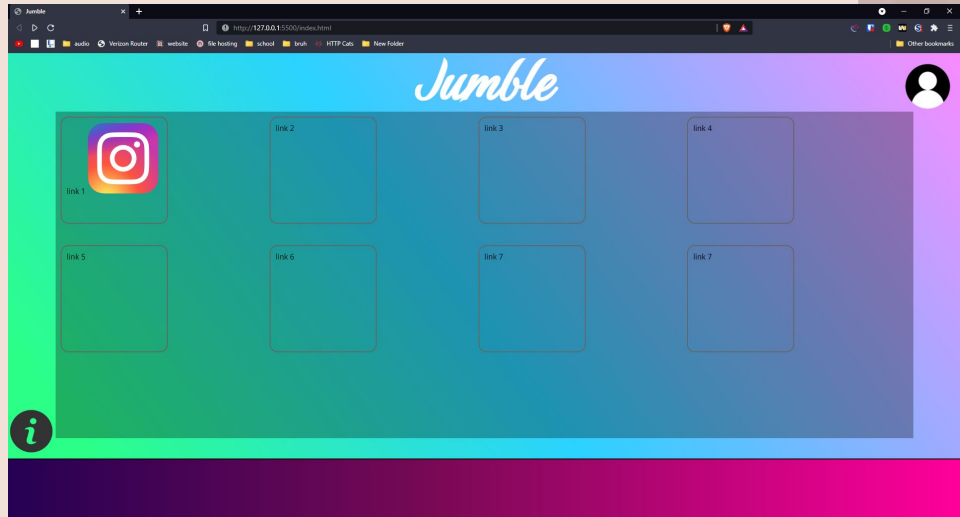 Jumble
http://127.0.0.1:5500/index.html
audio Verizon Router website file hosting school bruh HTTP Cats New Folder Other bookmarks
Jumble
link 1
link 2
link 3
link 4
link 5
link 6
link 7
link 7
i